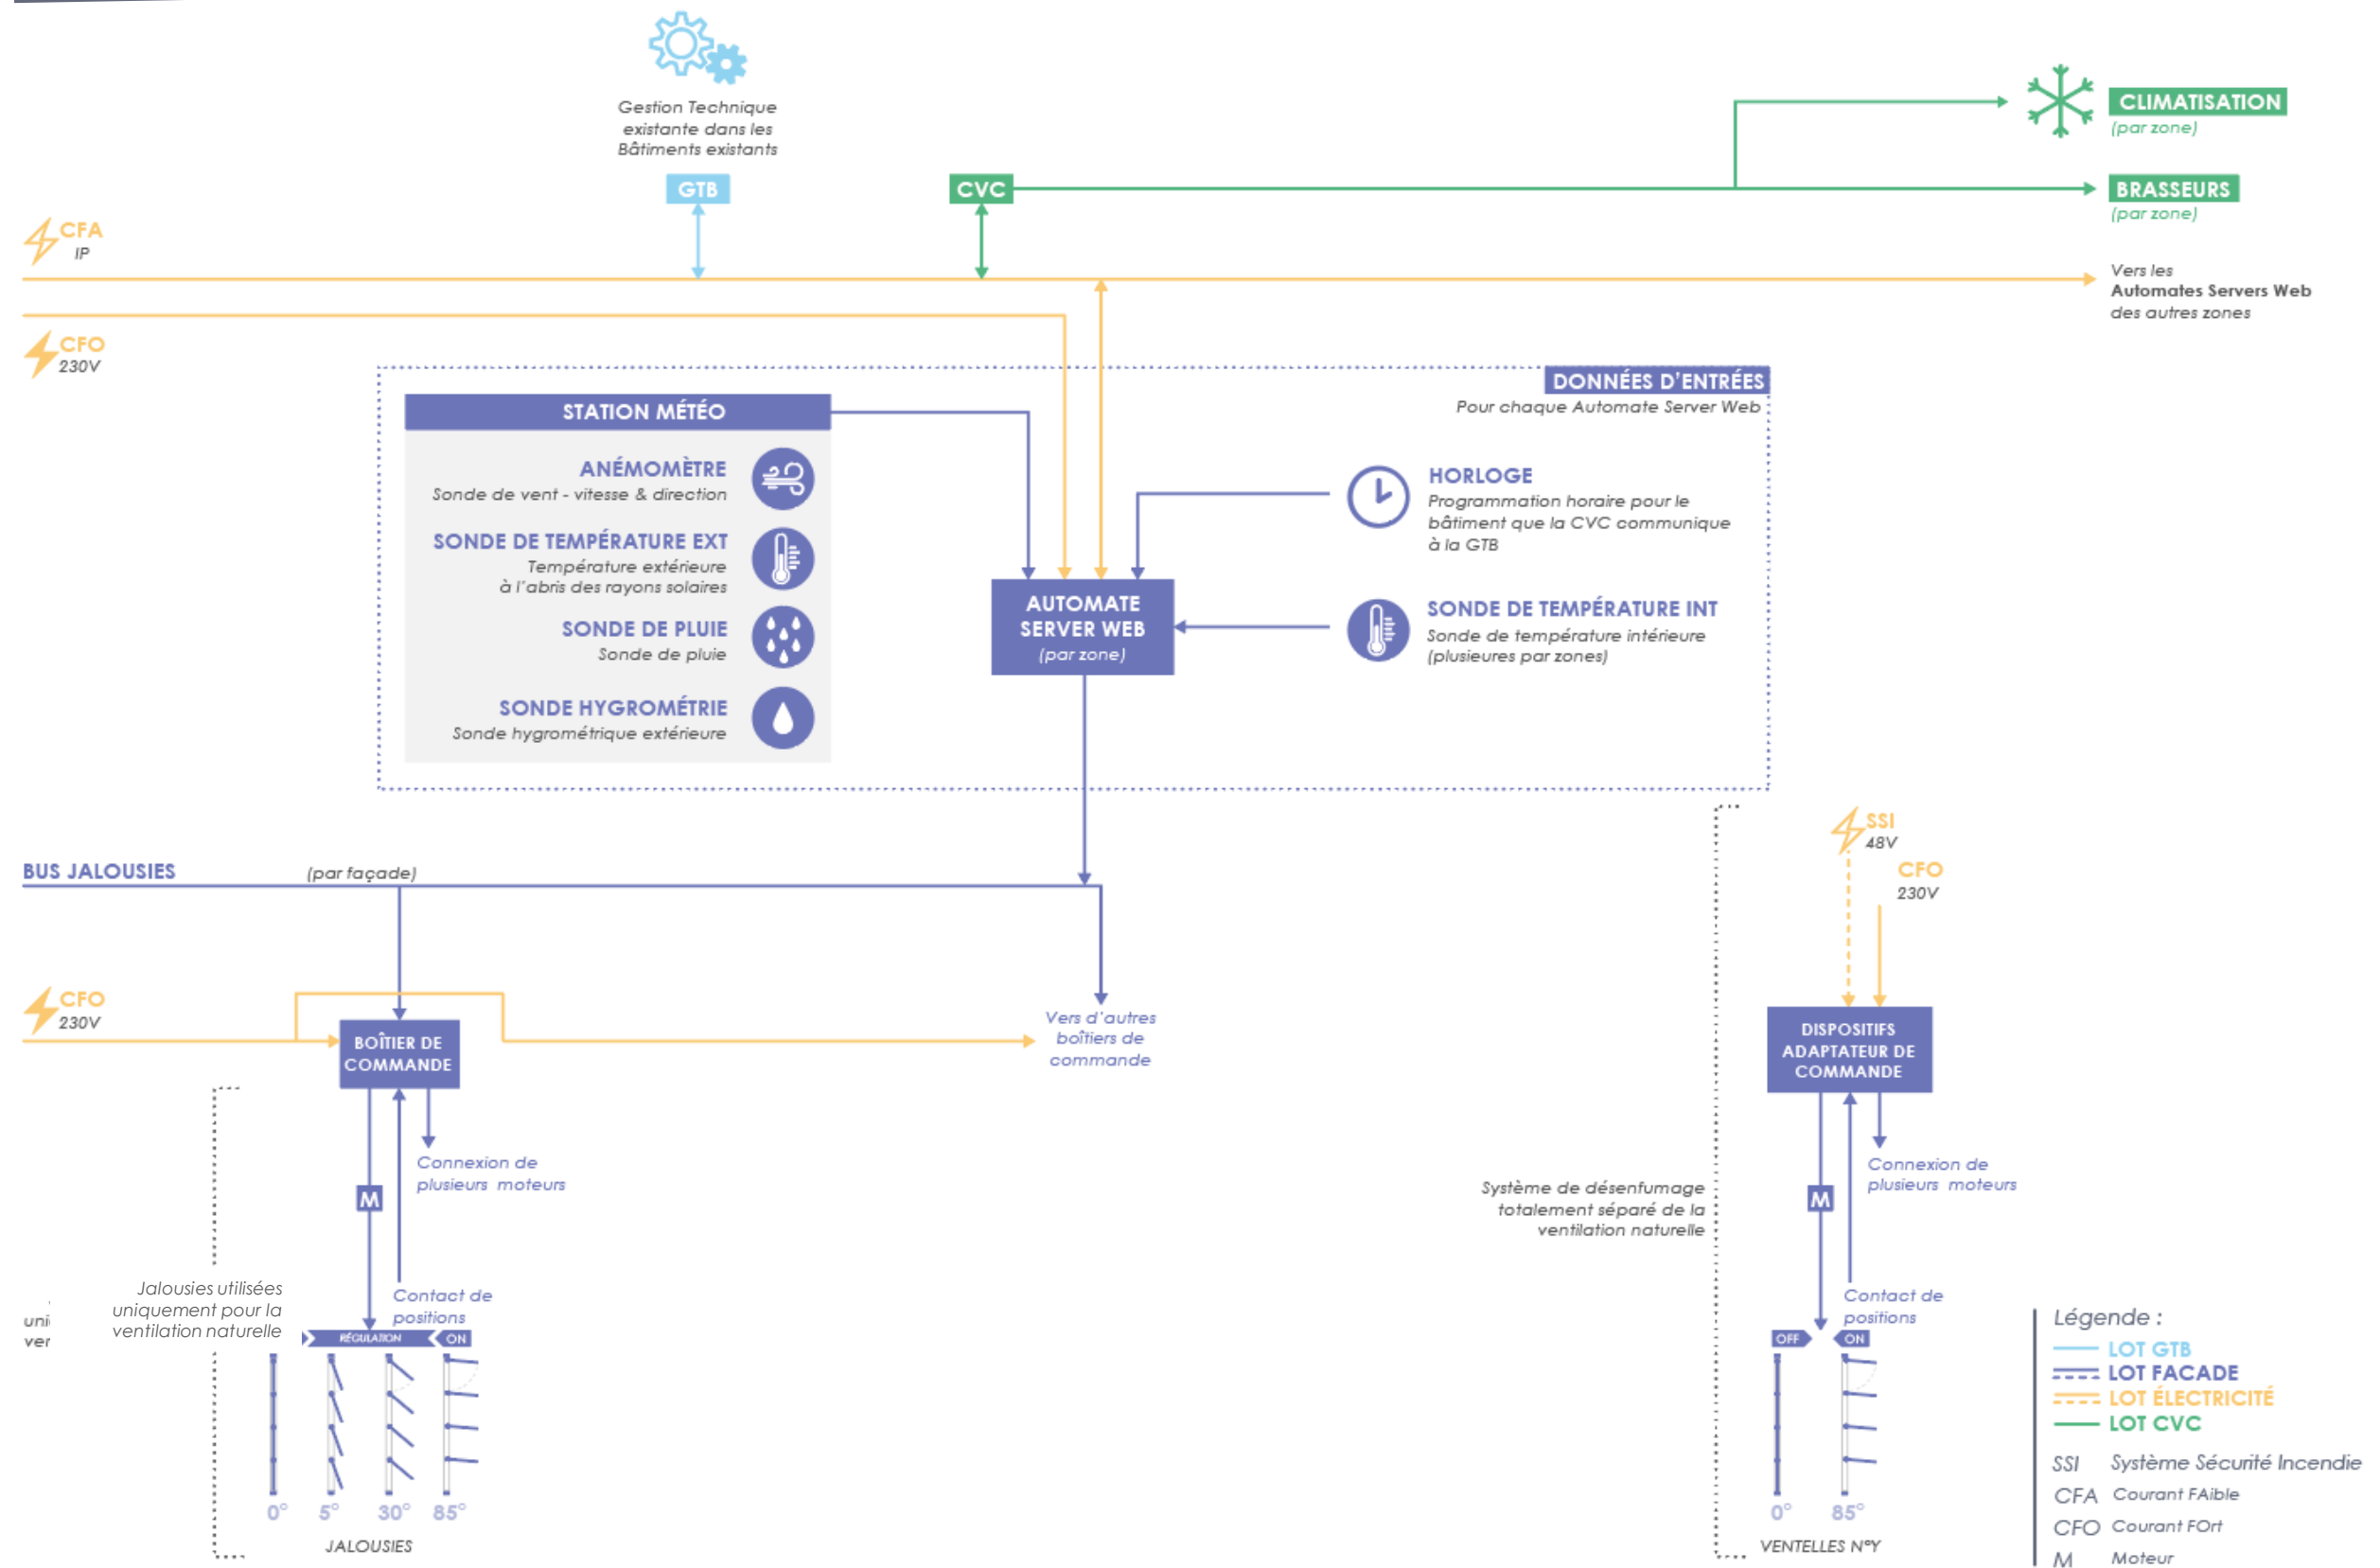 Gestion Technique
existante dans les
Bâtiments existants
GTB
CVC
CLIMATISATION
(par zone)
BRASSEURS
(par zone)
CFA
IP
Vers les
Automates Servers Web
des autres zones
CFO
230V
DONNÉES D'ENTRÉES
Pour chaque Automate Server Web
STATION MÉTÉO
ANÉMOMÈTRE
Sonde de vent - vitesse & direction
SONDE DE TEMPÉRATURE EXT
Température extérieure
à l'abris des rayons solaires
SONDE DE PLUIE
Sonde de pluie
SONDE HYGROMÉTRIE
Sonde hygrométrique extérieure
HORLOGE
Programmation horaire pour le
bâtiment que la CVC communique
à la GTB
AUTOMATE
SERVER WEB
(par zone)
SONDE DE TEMPÉRATURE INT
Sonde de température intérieure
(plusieures par zones)
BUS JALOUSIES
(par façade)
CFO
230V
BOÎTIER DE
COMMANDE
Vers d'autres
boîtiers de
commande
Connexion de
plusieurs moteurs
M
Contact de
positions
Jalousies utilisées
uniquement pour la
ventilation naturelle
uni
ver
RÉGULATION
ON
0°
5°
30°
85°
JALOUSIES
SSI
48V
CFO
230V
DISPOSITIFS
ADAPTATEUR DE
COMMANDE
Connexion de
plusieurs moteurs
M
Système de désenfumage
totalement séparé de la
ventilation naturelle
Contact de
positions
OFF
ON
0°
85°
VENTELLES N°Y
Légende :
LOT GTB
LOT FACADE
LOT ÉLECTRICITÉ
LOT CVC
SSI Système Sécurité Incendie
CFA Courant FAible
CFO Courant FOrt
M Moteur